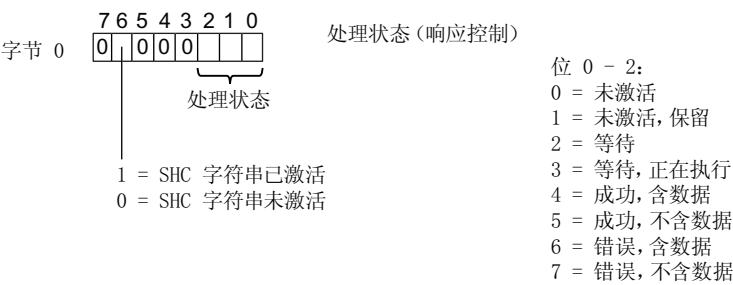 7 6 5 4 3 2 1 0
字节 0
0 0 0 0
处理状态
处理状态（响应控制）
1 = SHC 字符串已激活
0 = SHC 字符串未激活
位 0 - 2：
0 = 未激活
1 = 未激活，保留
2 = 等待
3 = 等待，正在执行
4 = 成功，含数据
5 = 成功，不含数据
6 = 错误，含数据
7 = 错误，不含数据